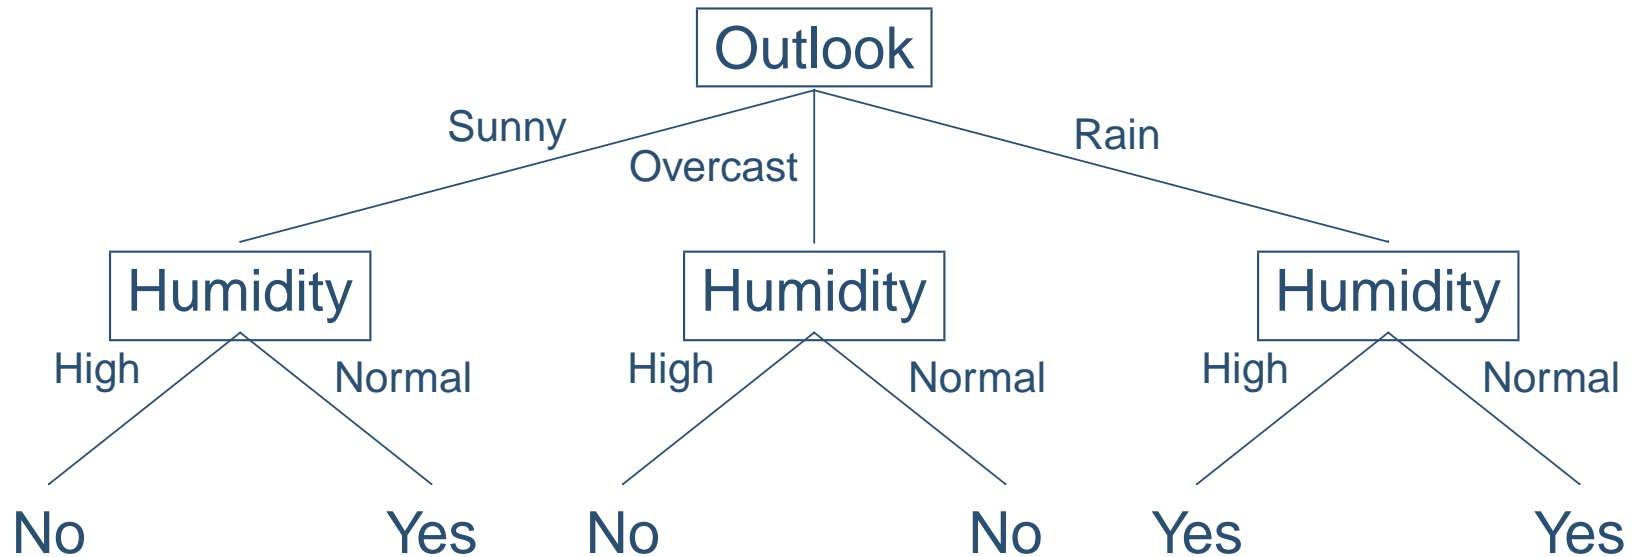 Outlook
Sunny
Overcast
Rain
Humidity
Humidity
Humidity
High
Normal
High
Normal
High
Normal
No
Yes
No
No
Yes
Yes